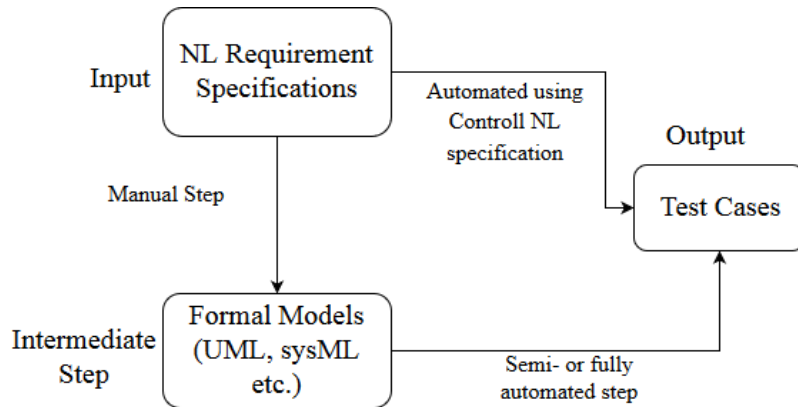 Input
NL Requirement
Specifications
Automated using
Controll NL
specification
Output
Test Cases
Manual Step
Intermediate
Step
Formal Models
(UML, sysML
etc.)
Semi- or fully
automated step